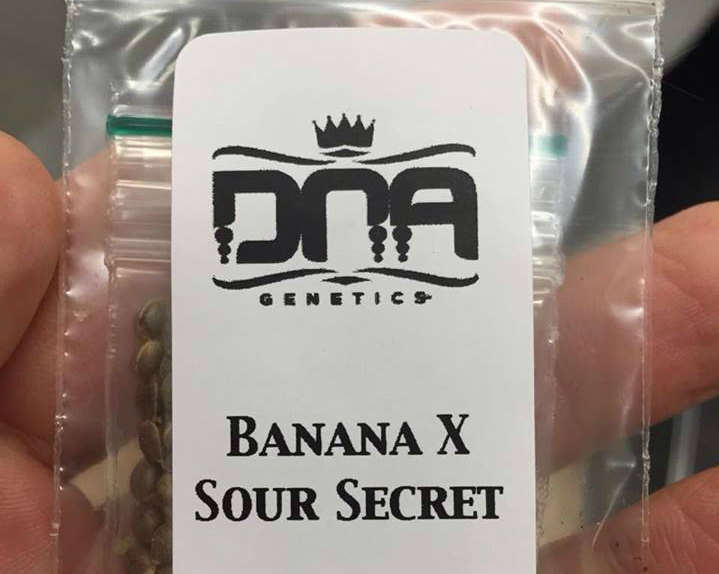 DNA
GENETICS
BANANA X
SOUR SECRET